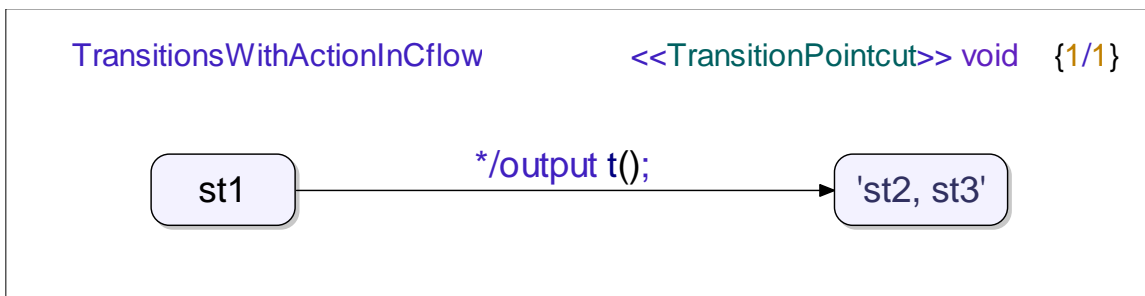 TransitionsWithActionInCflow <<TransitionPointcut>> void {1/1}
*/output t();
st1 'st2, st3'